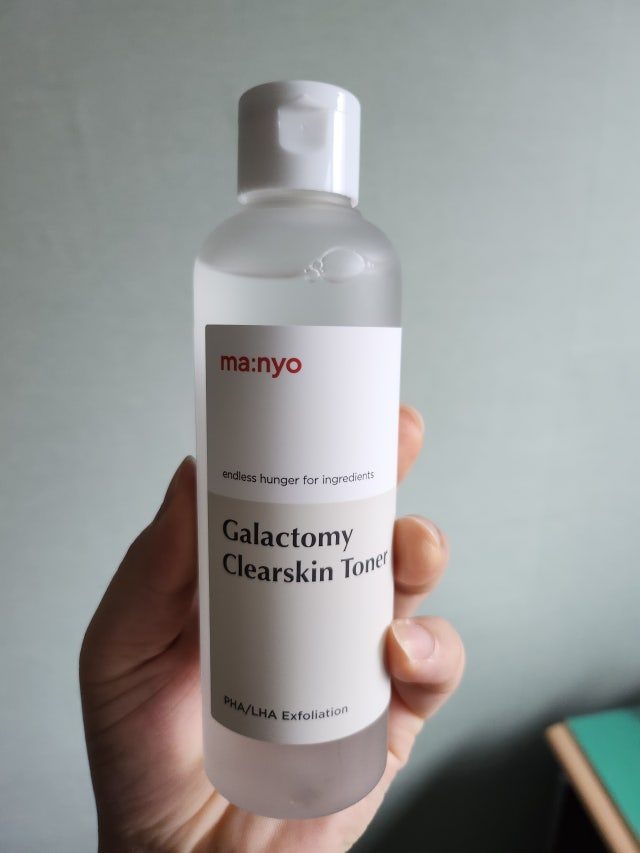 ma:nyo
endless hunger for ingredients
Galactomy
Clearskin Toner
PHA/LHA Exfoliation